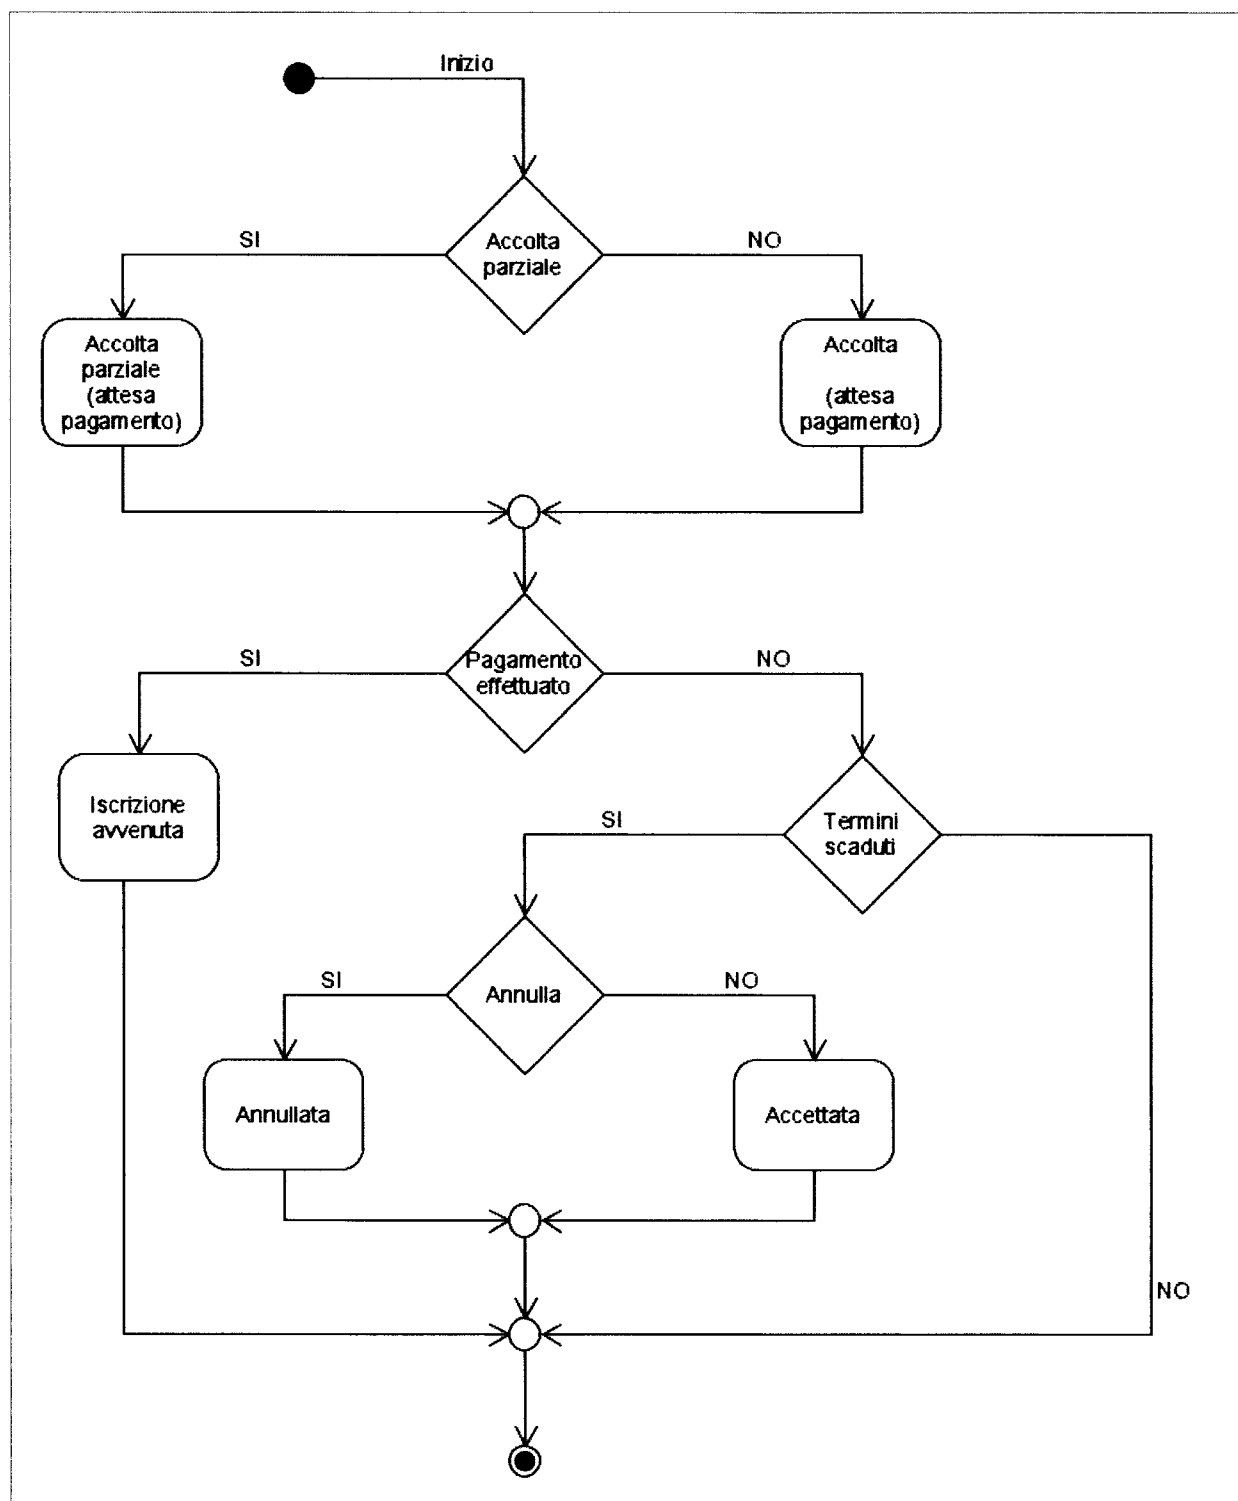 Inizio
SI
Accolta
parziale
NO
Accolta
parziale
(attesa
pagamento)
Accolta
(attesa
pagamento)
SI
Pagamento
effettuato
NO
Iscrizione
avvenuta
SI
Termini
scaduti
SI
Annulla
NO
Annullata
Accettata
NO